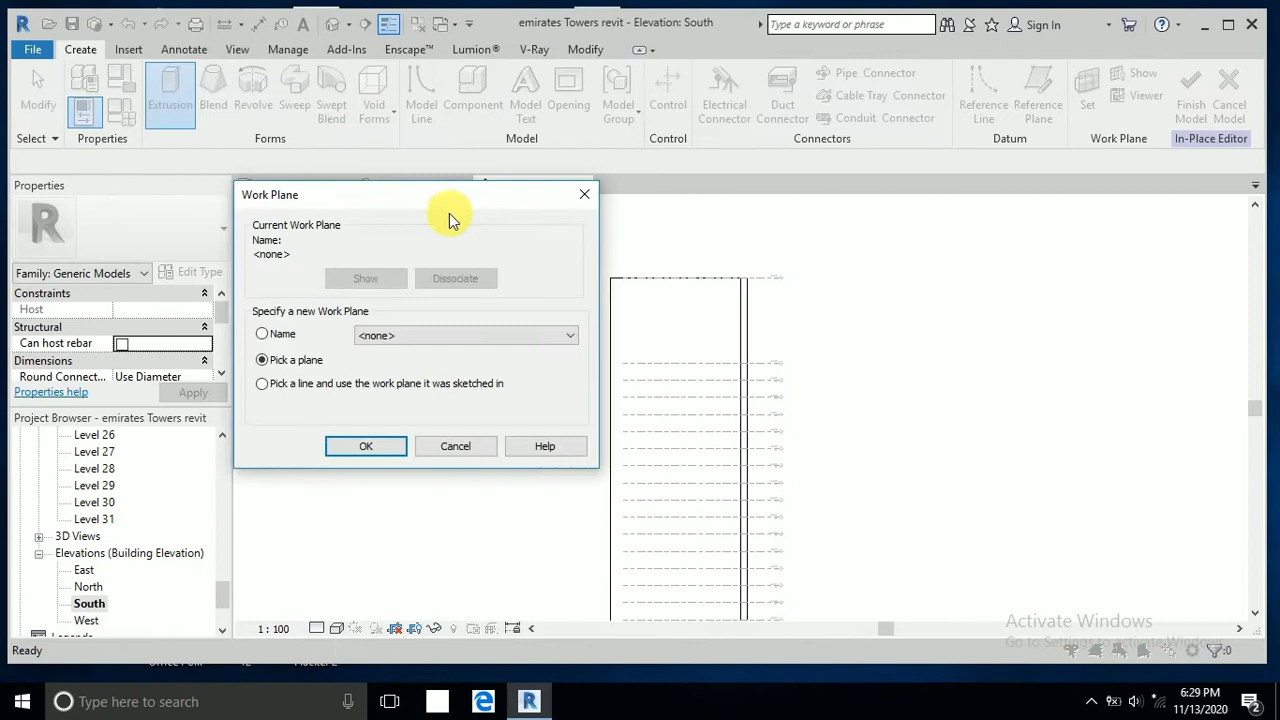 emirates Towers revit - Elevation: South
Type a keyword or phrase
Sign In
File Create Insert Annotate View Manage Add-Ins Enscape™ Lumion® V-Ray Modify
Modify
Extrusion Blend Revolve Sweep Swept Blend Void Forms
Model Line Component Model Text Opening Model Group
Control
Electrical Connector Duct Connector
Pipe Connector
Cable Tray Connector
Conduit Connector
Reference Line Reference Plane
Set Show
Viewer
Finish Model Cancel Model
Select Properties Forms Model Control Connectors Datum Work Plane In-Place Editor
Properties
Family: Generic Models Edit Type
Constraints
Host
Structural
Can host rebar
Dimensions
Round Connect... Use Diameter
Properties help Apply
Project Browser - emirates Towers revit
Level 26
Level 27
Level 28
Level 29
Level 30
Level 31
3D Views
Elevations (Building Elevation)
East
North
South
West
Work Plane
Current Work Plane
Name:
<none>
Show Dissociate
Specify a new Work Plane
Name <none>
Pick a plane
Pick a line and use the work plane it was sketched in
OK Cancel Help
1 : 100
Activate Windows
Go to Settings to activate Windows.
Ready
:0
Type here to search
6:29 PM
11/13/2020
2